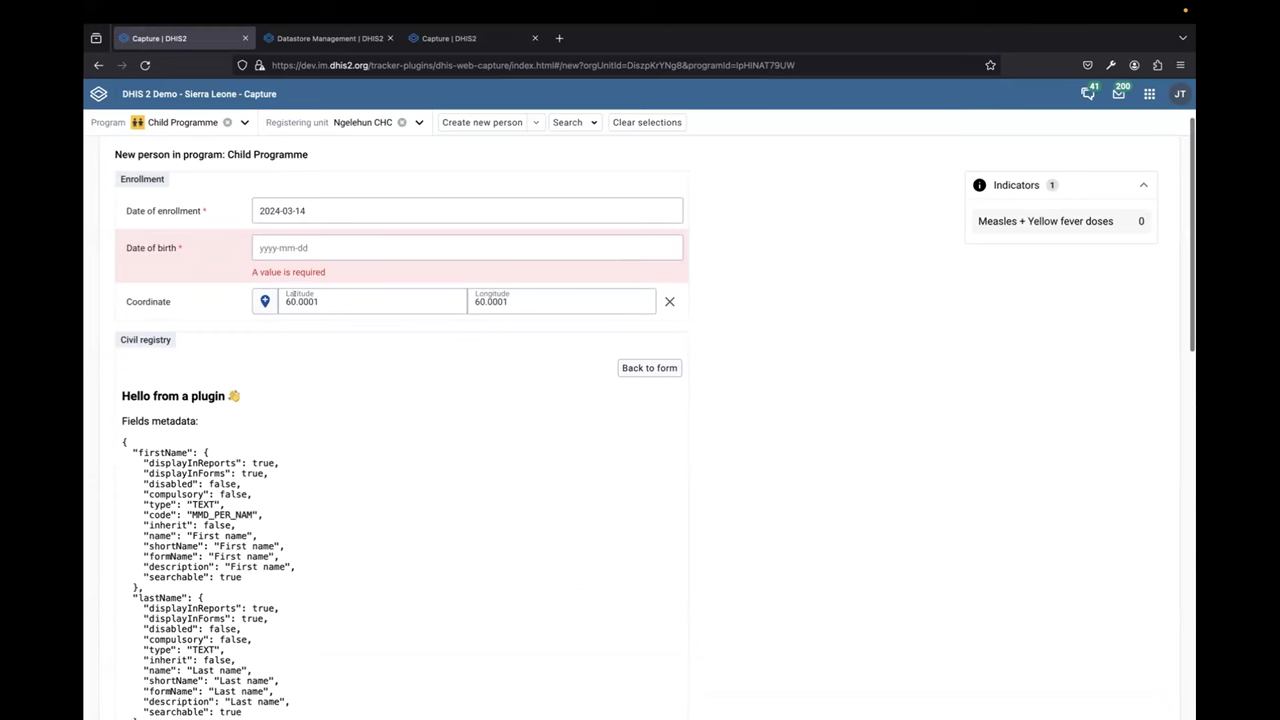 Capture | DHIS2
Datastore Management | DHIS2
Capture | DHIS2
https://dev.im.dhis2.org/tracker-plugins/dhis-web-capture/index.html#/new?orgUnitId=DiszpKrYNg8&programId=IpHINAT79UW
DHIS 2 Demo - Sierra Leone - Capture
41
200
JT
Program Child Programme Registering unit Ngelehun CHC Create new person Search Clear selections
New person in program: Child Programme
Enrollment
Date of enrollment * 2024-03-14
Date of birth * yyyy-mm-dd
A value is required
Latitude Longitude
Coordinate 60.0001 60.0001
Civil registry
Back to form
Hello from a plugin 👋
Fields metadata:
{
"firstName": {
"displayInReports": true,
"displayInForms": true,
"disabled": false,
"compulsory": false,
"type": "TEXT",
"code": "MMD_PER_NAM",
"inherit": false,
"name": "First name",
"shortName": "First name",
"formName": "First name",
"description": "First name",
"searchable": true
},
"lastName": {
"displayInReports": true,
"displayInForms": true,
"disabled": false,
"compulsory": false,
"type": "TEXT",
"inherit": false,
"name": "Last name",
"shortName": "Last name",
"formName": "Last name",
"description": "Last name",
"searchable": true
Indicators 1
Measles + Yellow fever doses 0